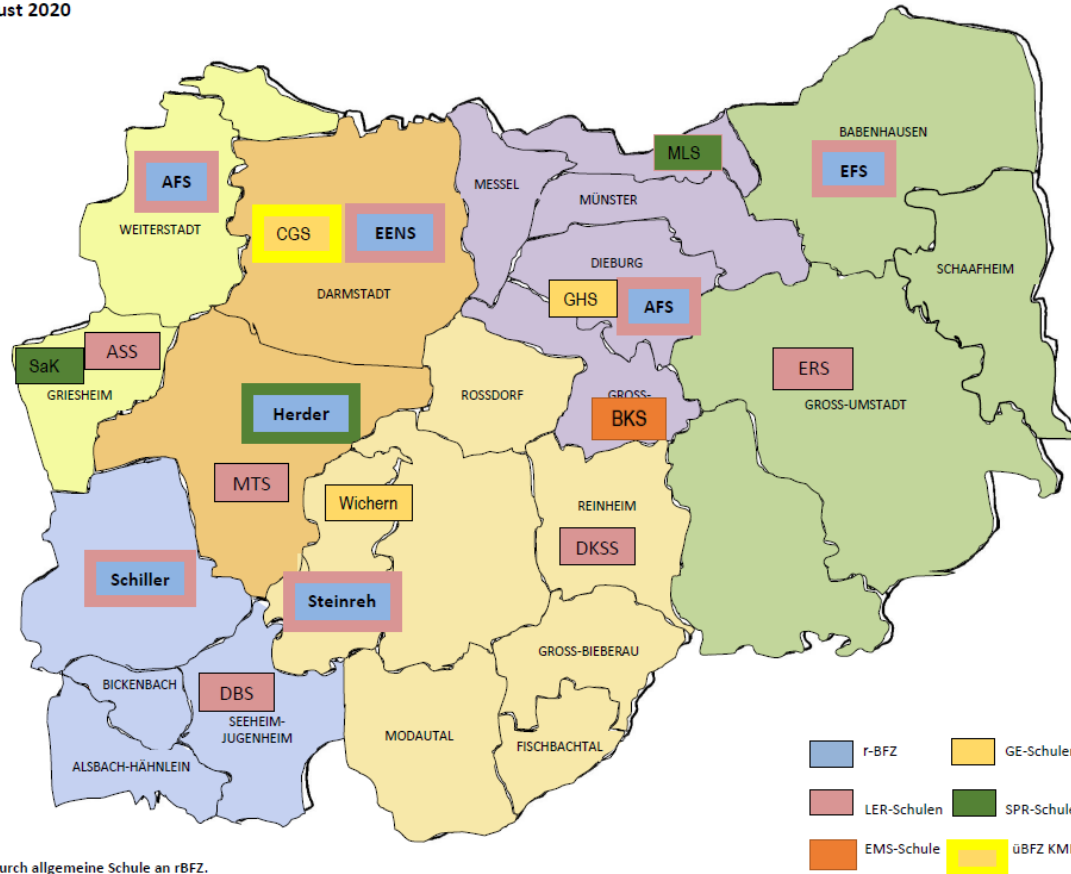 ust 2020
BABENHAUSEN
MLS
EFS
AFS
MESSEL
MÜNSTER
WEITERSTADT
CGS
EENS
DIEBURG
SCHAAFHEIM
DARMSTADT
GHS
AFS
SaK
ASS
ERS
GRIESHEIM
ROSSDORF
GROSS-
GROSS-UMSTADT
Herder
BKS
MTS
Wichern
REINHEIM
DKSS
Schiller
Steinreh
GROSS-BIEBERAU
BICKENBACH
DBS
SEEHEIM-
JUGENHEIM
MODAUTAL
FISCHBACHTAL
ALSBACH-HÄHNLEIN
r-BFZ
GE-Schulen
LER-Schulen
SPR-Schule
EMS-Schule
üBFZ KME
urch allgemeine Schule an rBFZ.